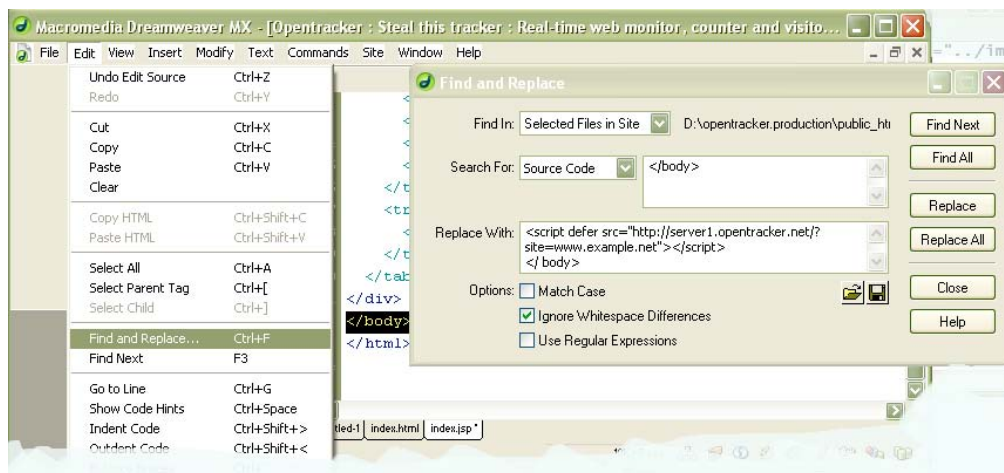 Macromedia Dreamweaver MX - [Opentracker : Steal this tracker : Real-time web monitor, counter and visito...
File Edit View Insert Modify Text Commands Site Window Help
="../im
Undo Edit Source Ctrl+Z
Redo Ctrl+Y
Cut Ctrl+X
Copy Ctrl+C
Paste Ctrl+V
Clear
Copy HTML Ctrl+Shift+C
Paste HTML Ctrl+Shift+V
Select All Ctrl+A
Select Parent Tag Ctrl+[
Select Child Ctrl+]
Find and Replace... Ctrl+F
Find Next F3
Go to Line Ctrl+G
Show Code Hints Ctrl+Space
Indent Code Ctrl+Shift+>
Outdent Code Ctrl+Shift+<
<
<
<
<
</t
<tr
<
</t
</tab
</div>
</body>
</html>
Find and Replace
Find In: Selected Files in Site D:\opentracker.production\public_ht
Search For: Source Code </body>
Replace With: <script defer src="http://server1.opentracker.net/?
site=www.example.net"></script>
</ body>
Options: Match Case
Ignore Whitespace Differences
Use Regular Expressions
Find Next
Find All
Replace
Replace All
Close
Help
tled-1 index.html index.jsp*